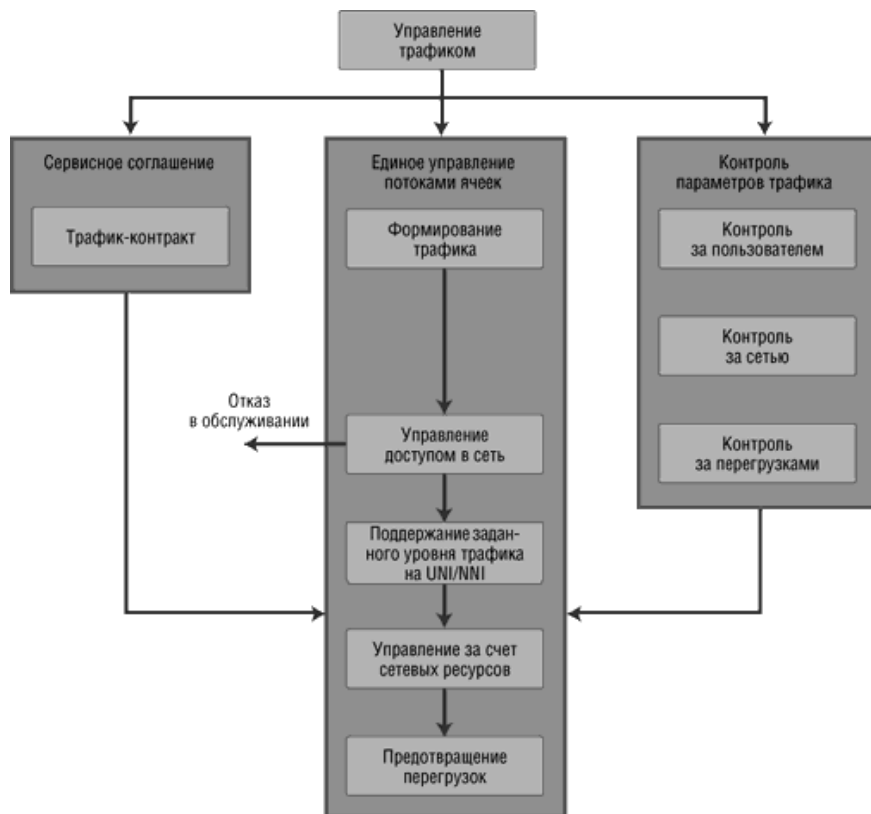 Управление
трафиком
Сервисное соглашение
Трафик-контракт
Единое управление
потоками ячеек
Формирование
трафика
Отказ
в обслуживании
Управление
доступом в сеть
Поддержание задан-
ного уровня трафика
на UNI/NNI
Управление за счет
сетевых ресурсов
Предотвращение
перегрузок
Контроль
параметров трафика
Контроль
за пользователем
Контроль
за сетью
Контроль
за перегрузками